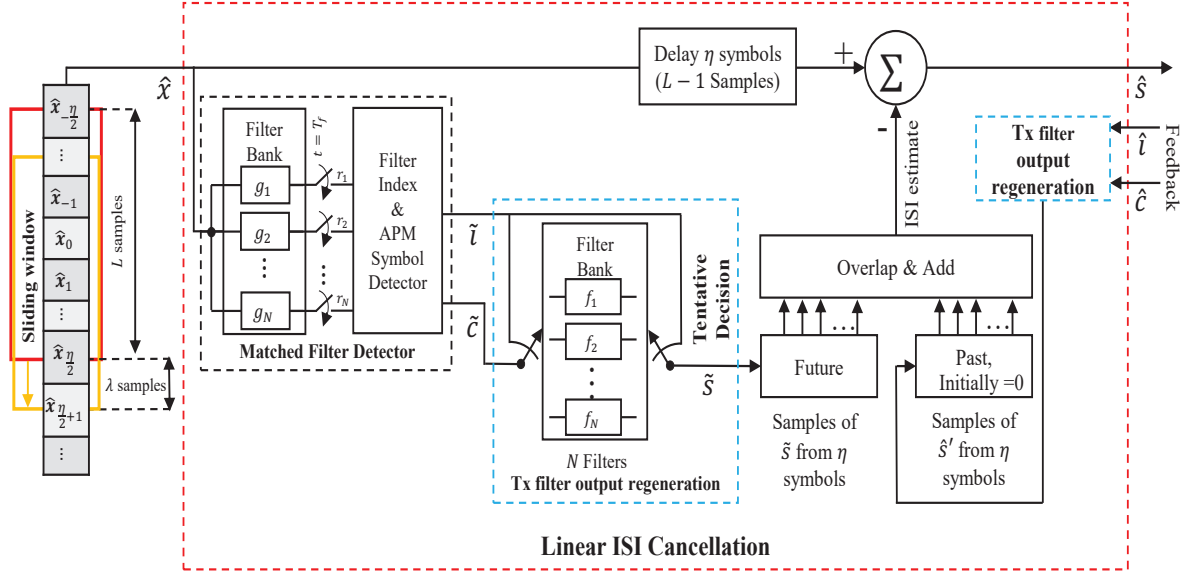 x̂
x̂_{-η/2}
⋮
x̂_{-1}
x̂_0
x̂_1
⋮
x̂_{η/2}
x̂_{η/2+1}
⋮
Sliding window
L samples
λ samples
Filter
Bank
g_1
g_2
⋮
g_N
t = T_f
r_1
r_2
⋮
r_N
Filter
Index
&
APM
Symbol
Detector
Matched Filter Detector
ĩ
c̃
Filter
Bank
f_1
f_2
⋮
f_N
N Filters
Tx filter output regeneration
Tentative
Decision
s̃
Delay η symbols
(L − 1 Samples)
+
Σ
-
ŝ
ISI estimate
Tx filter
output
regeneration
î
ĉ
Feedback
Overlap & Add
...
...
Future
Past,
Initially =0
Samples of
s̃ from η
symbols
Samples of
ŝ′ from η
symbols
Linear ISI Cancellation